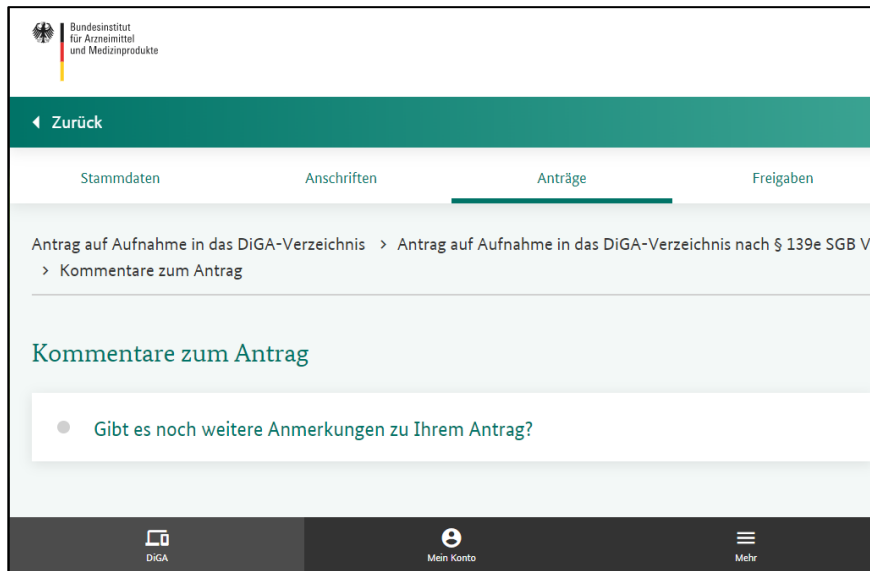 Bundesinstitut
für Arzneimittel
und Medizinprodukte
Zurück
Stammdaten Anschriften Anträge Freigaben
Antrag auf Aufnahme in das DiGA-Verzeichnis > Antrag auf Aufnahme in das DiGA-Verzeichnis nach § 139e SGB V
> Kommentare zum Antrag
Kommentare zum Antrag
Gibt es noch weitere Anmerkungen zu Ihrem Antrag?
DiGA Mein Konto Mehr